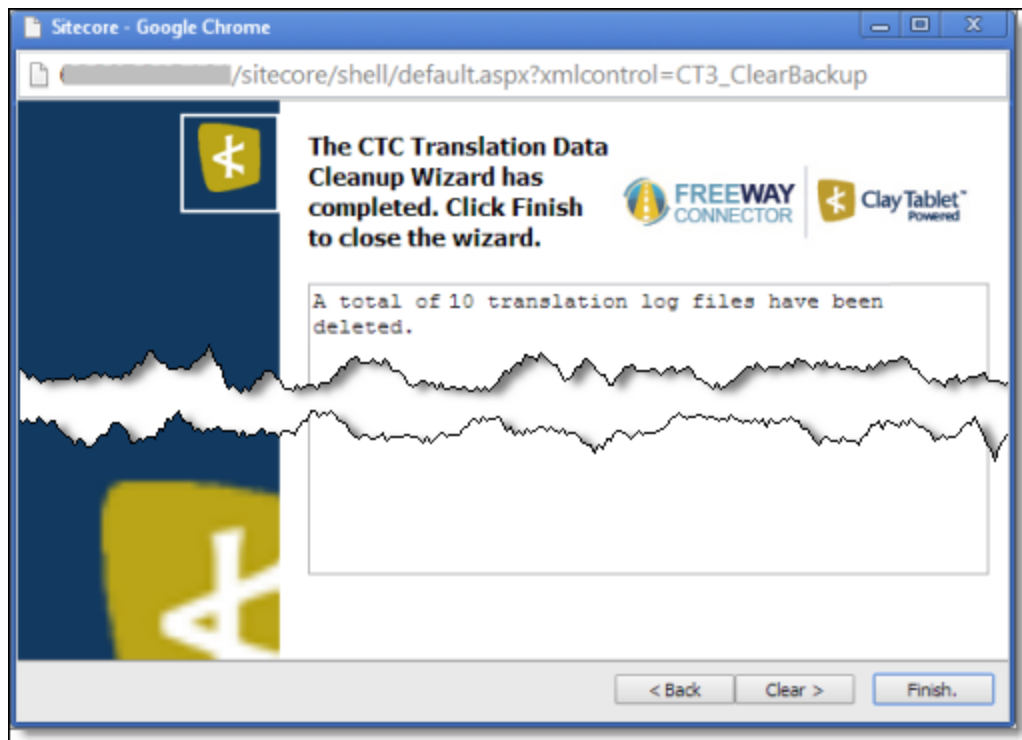 Sitecore - Google Chrome
/sitecore/shell/default.aspx?xmlcontrol=CT3_ClearBackup
The CTC Translation Data
Cleanup Wizard has
completed. Click Finish
to close the wizard.
FREEWAY
CONNECTOR
Clay Tablet™
Powered
A total of 10 translation log files have been
deleted.
< Back
Clear >
Finish.